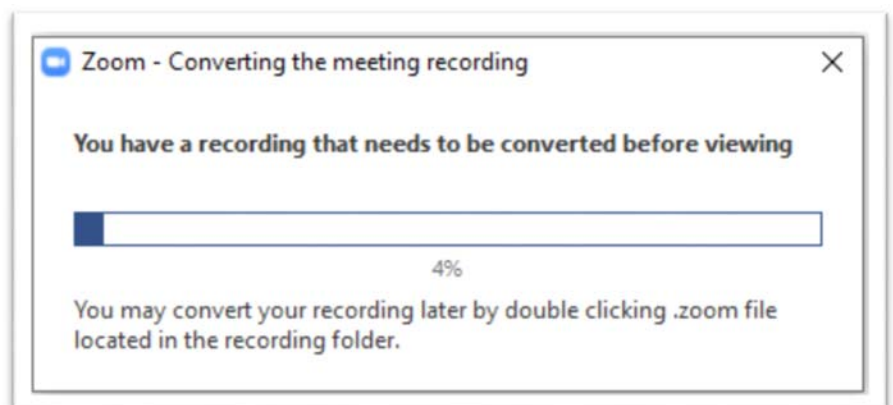 Zoom - Converting the meeting recording
You have a recording that needs to be converted before viewing
4%
You may convert your recording later by double clicking .zoom file
located in the recording folder.